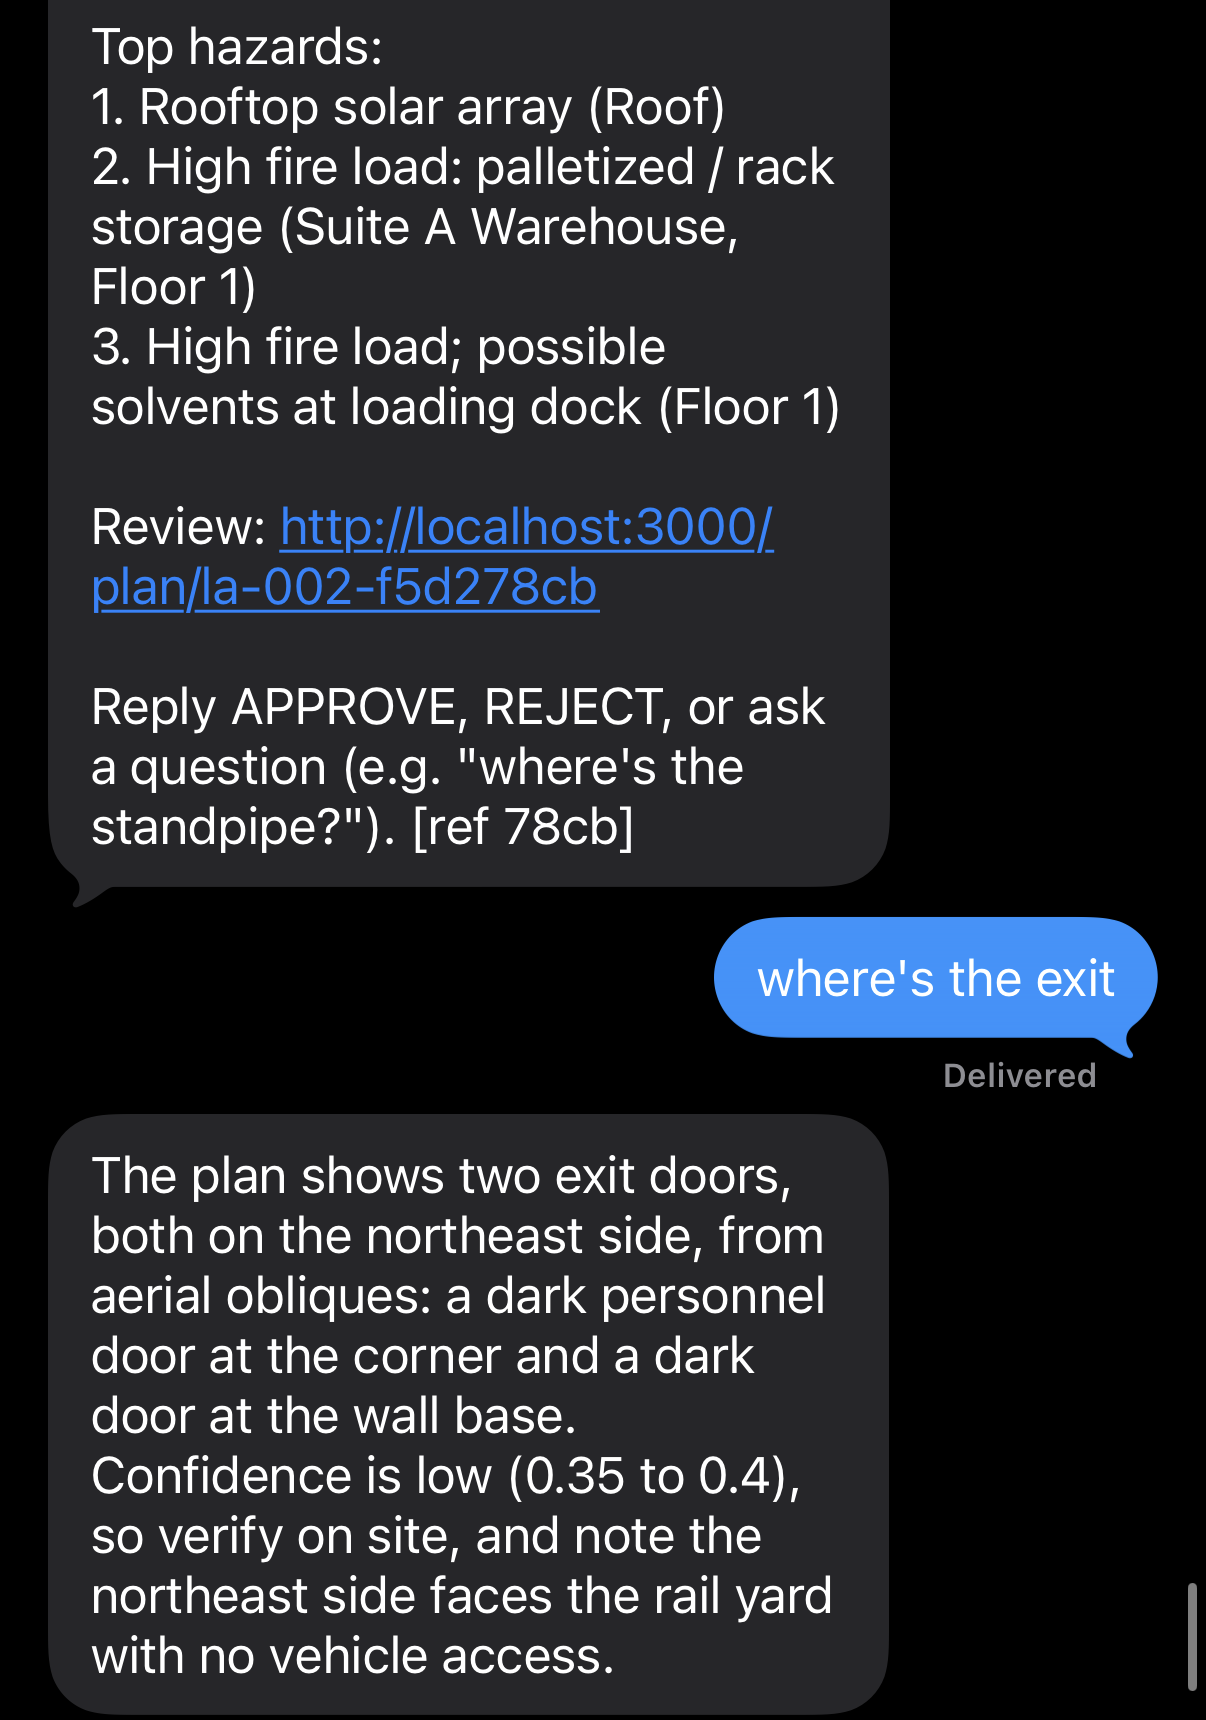 Top hazards:
1. Rooftop solar array (Roof)
2. High fire load: palletized / rack
storage (Suite A Warehouse,
Floor 1)
3. High fire load; possible
solvents at loading dock (Floor 1)
Review: http://localhost:3000/
plan/la-002-f5d278cb
Reply APPROVE, REJECT, or ask
a question (e.g. "where's the
standpipe?"). [ref 78cb]
where's the exit
Delivered
The plan shows two exit doors,
both on the northeast side, from
aerial obliques: a dark personnel
door at the corner and a dark
door at the wall base.
Confidence is low (0.35 to 0.4),
so verify on site, and note the
northeast side faces the rail yard
with no vehicle access.